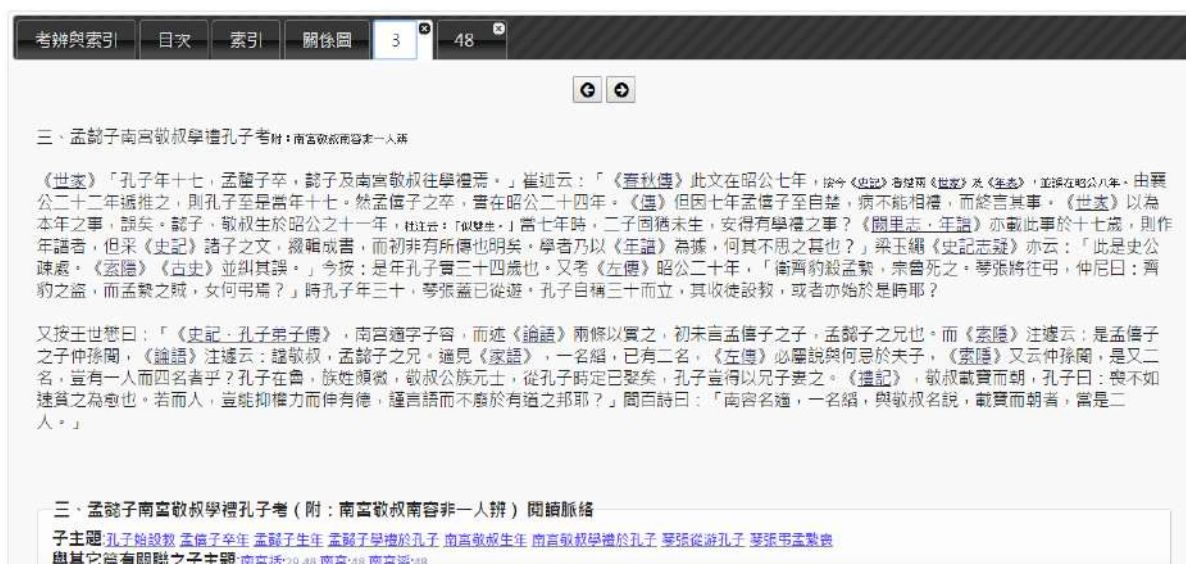 考辨與索引 目次 索引 關係圖 3 48
三、孟懿子南宮敬叔學禮孔子考附：南宮敬叔南容非一人辨
《世家》「孔子年十七，孟釐子卒，懿子及南宮敬叔往學禮焉。」崔述云：「《春秋傳》此文在昭公七年，按今《史記》各短兩《世家》及《年表》，並誤在昭公八年。由襄
公二十二年遞推之，則孔子至是當年十七。然孟僖子之卒，實在昭公二十四年。《傳》但因七年孟僖子至自楚，病不能相禮，而終言其事。《世家》以為
本年之事，誤矣。懿子、敬叔生於昭公之十一年，杜注云：「似雙生。」當七年時，二子固猶未生，安得有學禮之事？《闕里志．年譜》亦載此事於十七歲，則作
年譜者，但采《史記》諸子之文，綴輯成書，而初非有所傳也明矣。學者乃以《年譜》為據，何其不思之甚也？」梁玉繩《史記志疑》亦云：「此是史公
疎處。《索隱》《古史》並糾其誤。」今按：是年孔子實三十四歲也。又考《左傳》昭公二十年，「衛齊豹殺孟縶，宗魯死之。琴張將往弔，仲尼曰：齊
豹之盜，而孟縶之賊，女何弔焉？」時孔子年三十，琴張蓋已從遊。孔子自稱三十而立，其收徒設教，或者亦始於是時耶？
又按王世懋曰：「《史記．孔子弟子傳》，南宮适字子容，而述《論語》兩條以實之，初未言孟僖子之子，孟懿子之兄也。而《索隱》注遽云：是孟僖子
之子仲孫閱，《論語》注遽云：諡敬叔，孟懿子之兄。适見《家語》，一名縚，已有二名，《左傳》必屬說與何忌於夫子，《索隱》又云仲孫閱，是又二
名，豈有一人而四名者乎？孔子在魯，族姓頗微，敬叔公族元士，從孔子時定已娶矣，孔子豈得以兄子妻之。《禮記》，敬叔載寶而朝，孔子曰：喪不如
速貧之為愈也。若而人，豈能抑權力而伸有德，謹言語而不廢於有道之邦耶？」閻百詩曰：「南容名适，一名縚，與敬叔名說，載寶而朝者，當是二
人。」
三、孟懿子南宮敬叔學禮孔子考（附：南宮敬叔南容非一人辨）閱讀脈絡
子主題:孔子始設教 孟僖子卒年 孟懿子生年 孟懿子學禮於孔子 南宮敬叔生年 南宮敬叔學禮於孔子 琴張從游孔子 琴張弔孟縶喪
與其它篇有關聯之子主題:南宮括:29,48 南宮:48 南宮滔:48